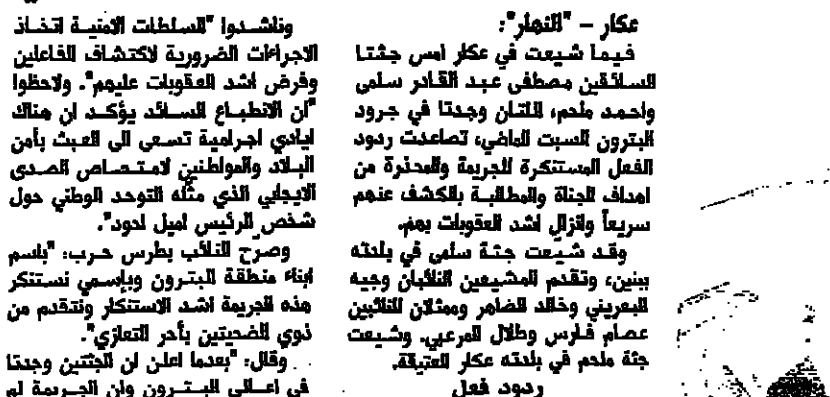 عكار – "النهار":
فيما شيعت في عكار امس جثتا
السائقين مصطفى عبد القادر سلمى
واحمد ملحم، اللتان وجدتا في جرود
البترون السبت الماضي، تصاعدت ردود
الفعل المستنكرة للجريمة والمحذرة من
اهداف الجناة والمطالبة بالكشف عنهم
سريعاً وانزال اشد العقوبات بهم.
وقد شيعت جثة سلمى في بلدته
ببنين، وتقدم المشيعين النائبان وجيه
البعريني وخالد الضاهر وممثلان للنائبين
عصام فارس وطلال المرعبي. وشيعت
جثة ملحم في بلدته عكار العتيقة.
ردود فعل
وناشدوا "السلطات الامنية اتخاذ
الاجراءات الضرورية لاكتشاف الفاعلين
وفرض اشد العقوبات عليهم". ولاحظوا
"ان الانطباع السائد يؤكد ان هناك
ايادي اجرامية تسعى الى العبث بأمن
البلاد والمواطنين لامتصاص الصدى
الايجابي الذي مثله التوحد الوطني حول
شخص الرئيس اميل لحود".
وصرح النائب بطرس حرب: "باسم
ابناء منطقة البترون وباسمي نستنكر
هذه الجريمة اشد الاستنكار ونتقدم من
ذوي الضحيتين بأحر التعازي".
وقال: "بعدما اعلن ان الجثتين وجدتا
في اعالي البترون وان الجريمة لم